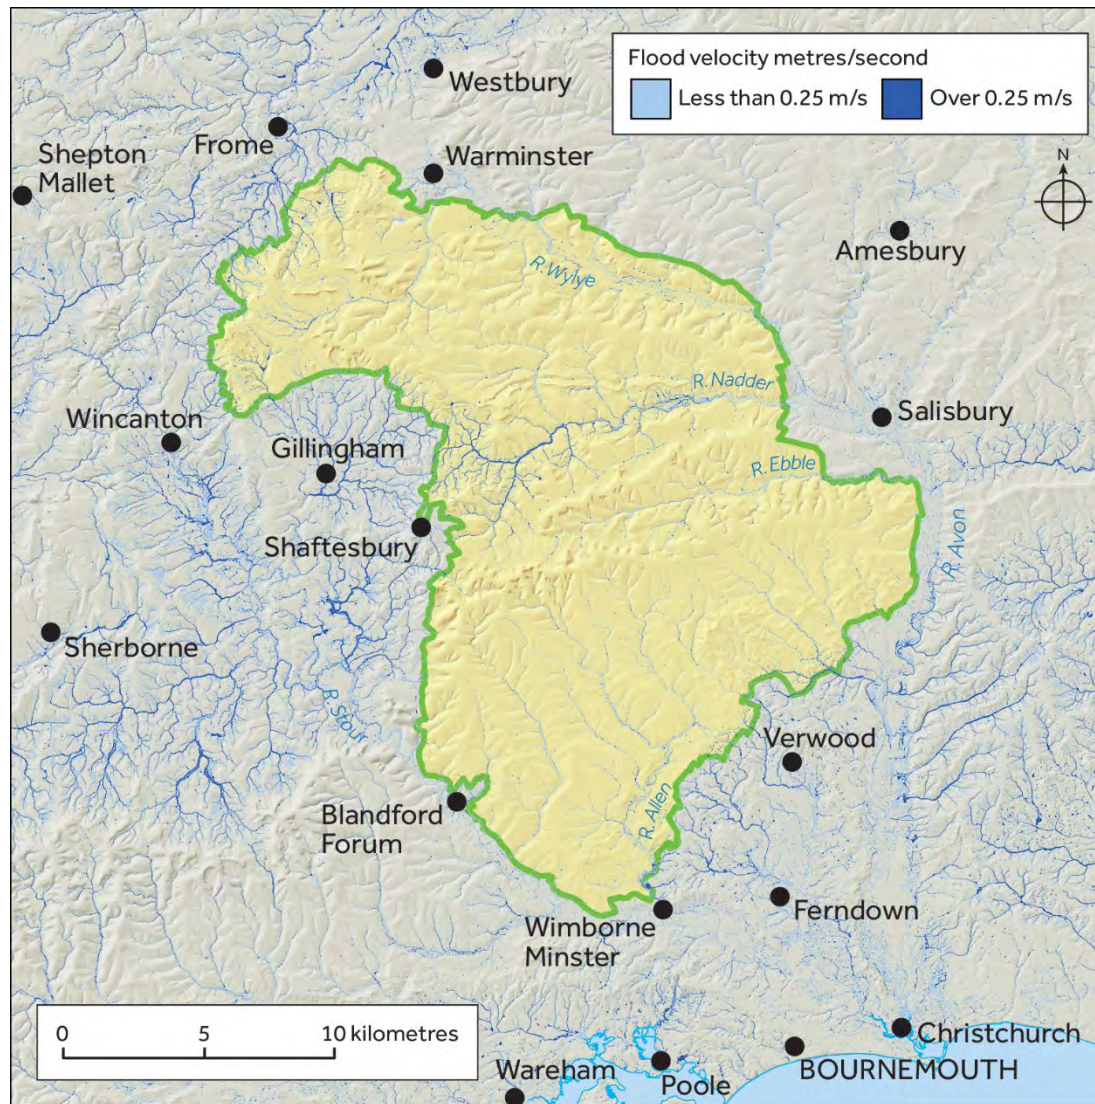 Flood velocity metres/second
Less than 0.25 m/s
Over 0.25 m/s
Westbury
Frome
Shepton
Mallet
Warminster
N
Amesbury
R. Wylye
R. Nadder
Salisbury
Wincanton
Gillingham
R. Ebble
Shaftesbury
R. Avon
Sherborne
R. Stour
Verwood
Blandford
Forum
R. Allen
Ferndown
Wimborne
Minster
0
5
10 kilometres
Christchurch
BOURNEMOUTH
Wareham
Poole